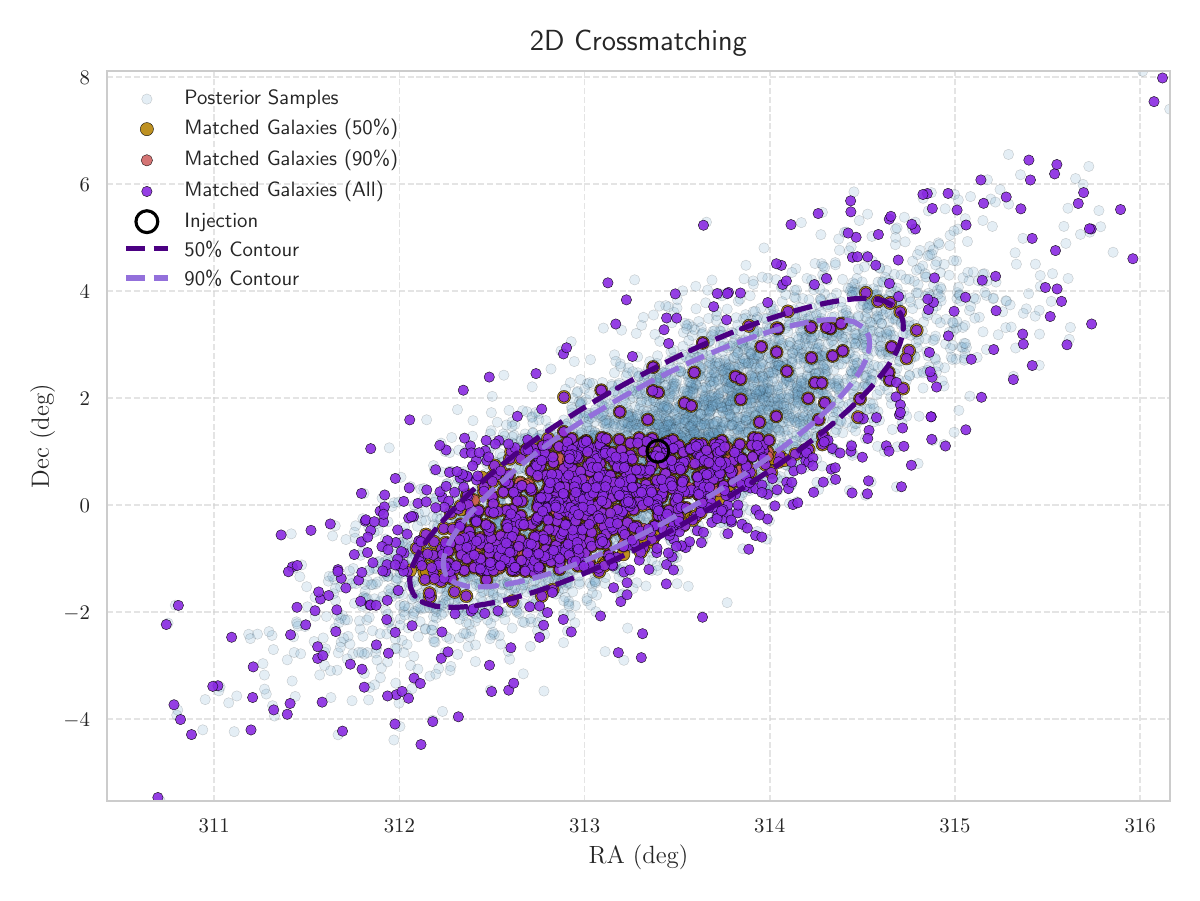 2D Crossmatching
Posterior Samples
Matched Galaxies (50%)
Matched Galaxies (90%)
Matched Galaxies (All)
Injection
50% Contour
90% Contour
8
6
4
2
0
−2
−4
Dec (deg)
311 312 313 314 315 316
RA (deg)